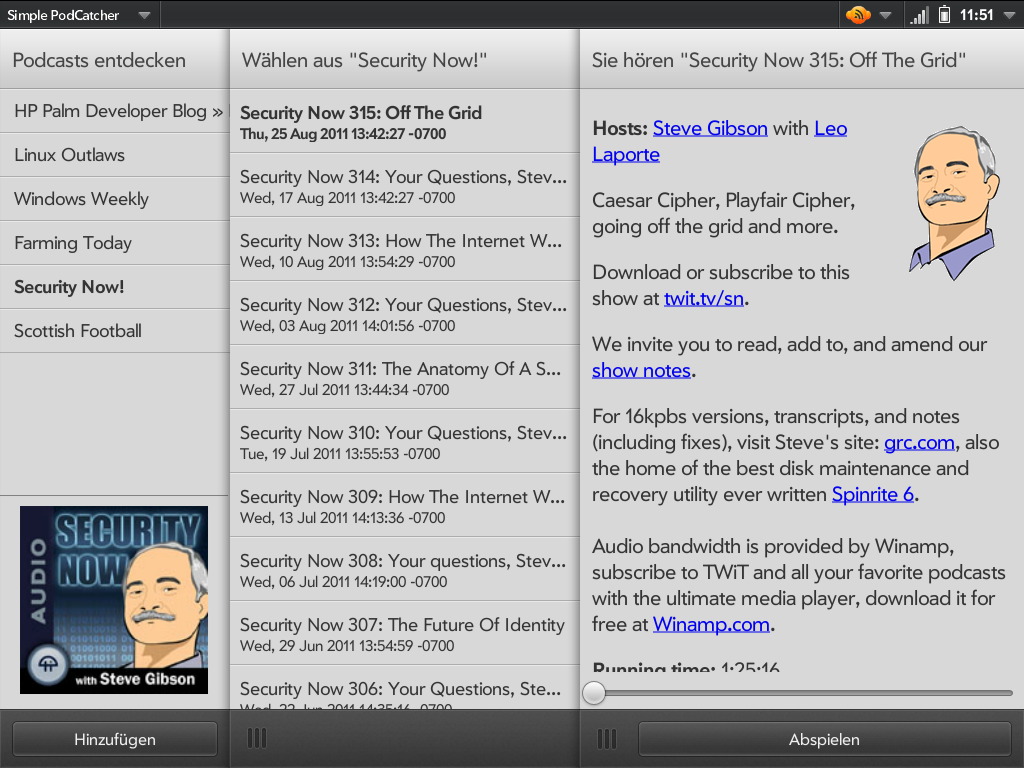 Simple PodCatcher
11:51
Podcasts entdecken
HP Palm Developer Blog »
Linux Outlaws
Windows Weekly
Farming Today
Security Now!
Scottish Football
AUDIO
SECURITY
NOW
with Steve Gibson
Hinzufügen
Wählen aus "Security Now!"
Security Now 315: Off The Grid
Thu, 25 Aug 2011 13:42:27 -0700
Security Now 314: Your Questions, Stev...
Wed, 17 Aug 2011 13:42:27 -0700
Security Now 313: How The Internet W...
Wed, 10 Aug 2011 13:54:29 -0700
Security Now 312: Your Questions, Stev...
Wed, 03 Aug 2011 14:01:56 -0700
Security Now 311: The Anatomy Of A S...
Wed, 27 Jul 2011 13:44:34 -0700
Security Now 310: Your Questions, Stev...
Tue, 19 Jul 2011 13:55:53 -0700
Security Now 309: How The Internet W...
Wed, 13 Jul 2011 14:13:36 -0700
Security Now 308: Your questions, Stev...
Wed, 06 Jul 2011 14:19:00 -0700
Security Now 307: The Future Of Identity
Wed, 29 Jun 2011 13:54:59 -0700
Security Now 306: Your Questions, Ste...
Wed, 22 Jun 2011 14:35:16 -0700
Sie hören "Security Now 315: Off The Grid"
Hosts: Steve Gibson with Leo
Laporte
Caesar Cipher, Playfair Cipher,
going off the grid and more.
Download or subscribe to this
show at twit.tv/sn.
We invite you to read, add to, and amend our
show notes.
For 16kpbs versions, transcripts, and notes
(including fixes), visit Steve's site: grc.com, also
the home of the best disk maintenance and
recovery utility ever written Spinrite 6.
Audio bandwidth is provided by Winamp,
subscribe to TWiT and all your favorite podcasts
with the ultimate media player, download it for
free at Winamp.com.
Running time: 1:25:16
Abspielen